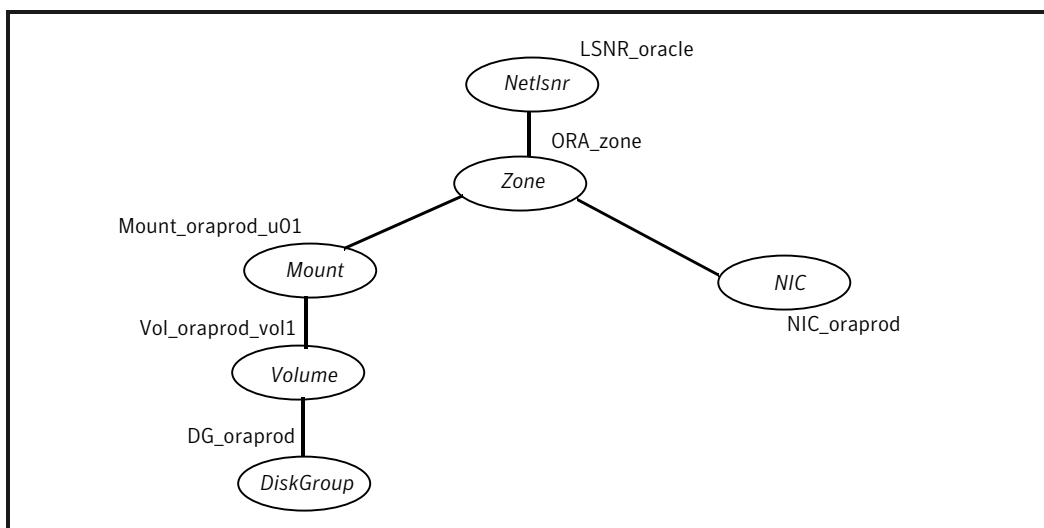 LSNR_oracle
Netlsnr
ORA_zone
Zone
Mount_oraprod_u01
Mount
NIC
NIC_oraprod
Vol_oraprod_vol1
Volume
DG_oraprod
DiskGroup